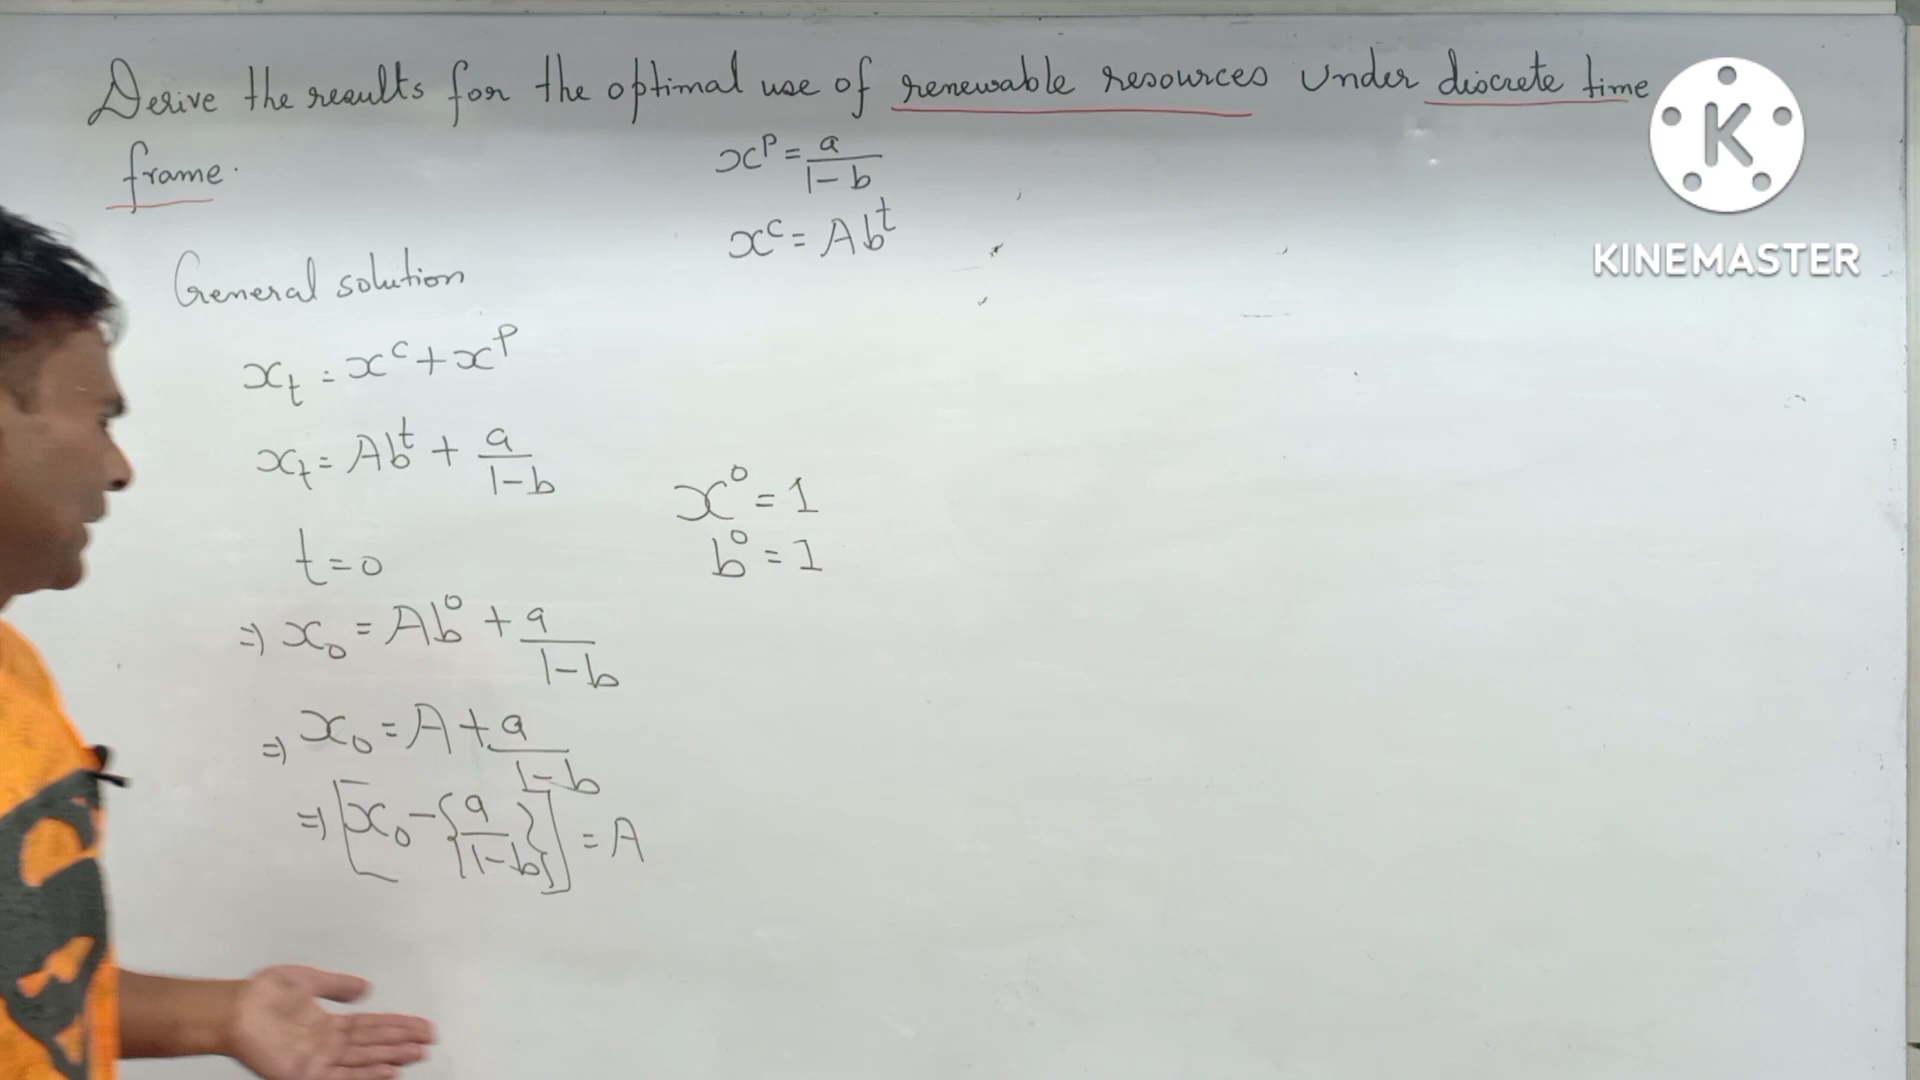 Derive the results for the optimal use of renewable resources under discrete time
frame.
x^p = a/(1-b)
x^c = Ab^t
General solution
x_t = x^c + x^p
x_t = Ab^t + a/(1-b)
x^0 = 1
b^0 = 1
t = 0
⇒ x_0 = Ab^0 + a/(1-b)
⇒ x_0 = A + a/(1-b)
⇒ [x_0 - {a/(1-b)}] = A
K
KINEMASTER